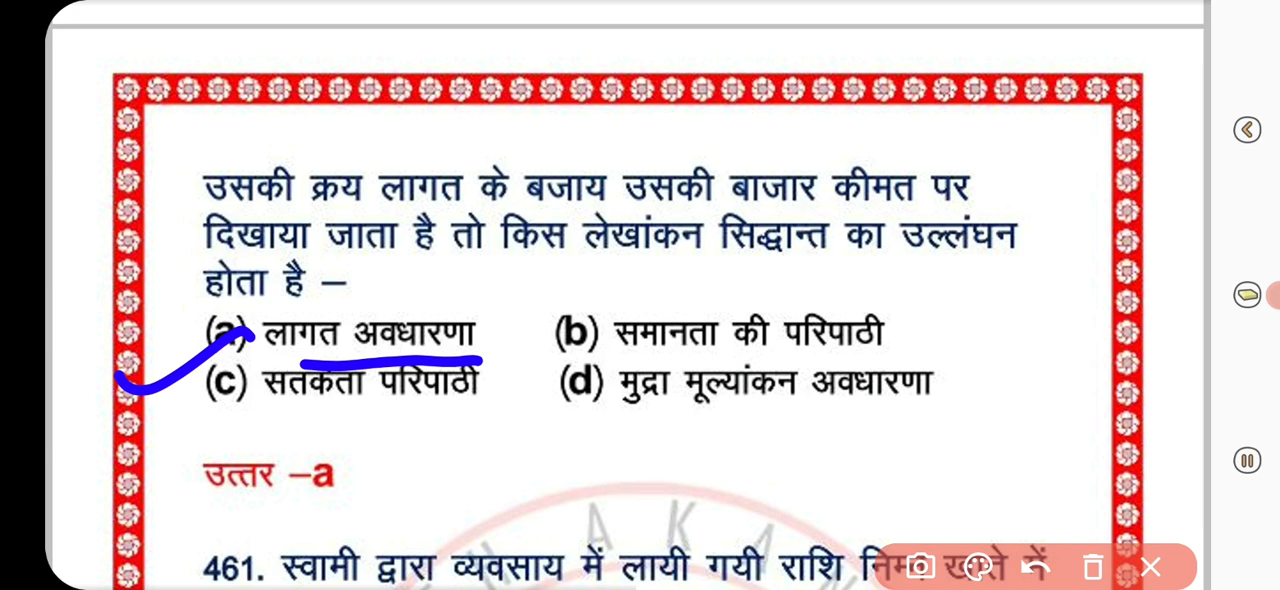 उसकी क्रय लागत के बजाय उसकी बाजार कीमत पर
दिखाया जाता है तो किस लेखांकन सिद्धान्त का उल्लंघन
होता है –
(a) लागत अवधारणा (b) समानता की परिपाठी
(c) सतर्कता परिपाठी (d) मुद्रा मूल्यांकन अवधारणा
उत्तर –a
A K A
461. स्वामी द्वारा व्यवसाय में लायी गयी राशि निम्न खाते में